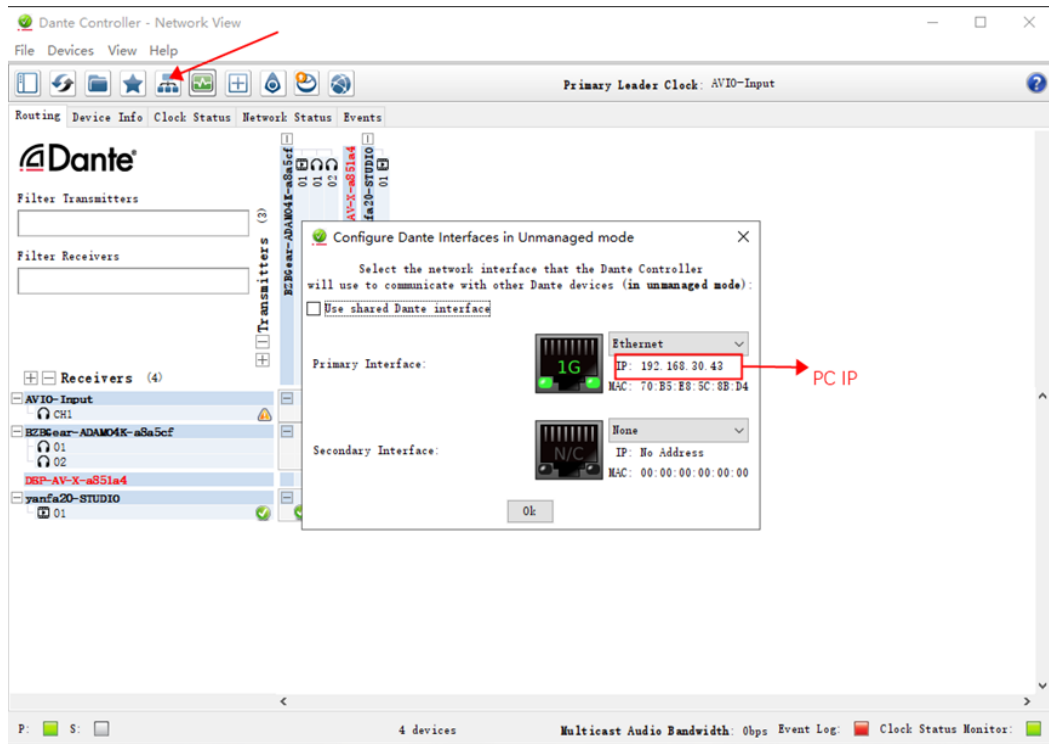 Dante Controller - Network View
File Devices View Help
Primary Leader Clock: AVIO-Input
?
Routing Device Info Clock Status Network Status Events
Dante
Filter Transmitters
Filter Receivers
Transmitters (3)
BZBGear-ADAMO4K-a8a5cf
01
01
02
AV-X-a851a4
fa20-STUDIO
01
Receivers (4)
AVIO-Input
CH1
BZBGear-ADAMO4K-a8a5cf
01
02
DSP-AV-X-a851a4
yanfa20-STUDIO
01
Configure Dante Interfaces in Unmanaged mode
Select the network interface that the Dante Controller
will use to communicate with other Dante devices (in unmanaged mode):
Use shared Dante interface
Primary Interface:
1G
Ethernet
IP: 192.168.30.43
MAC: 70:B5:E8:5C:8B:D4
PC IP
Secondary Interface:
N/C
None
IP: No Address
MAC: 00:00:00:00:00:00
Ok
P: S: 4 devices Multicast Audio Bandwidth: 0bps Event Log: Clock Status Monitor: